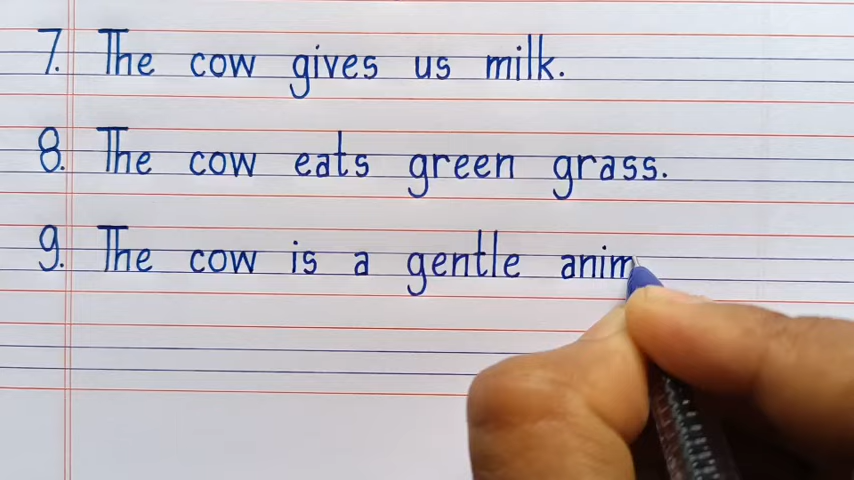 7. The cow gives us milk.
8. The cow eats green grass.
9. The cow is a gentle anim